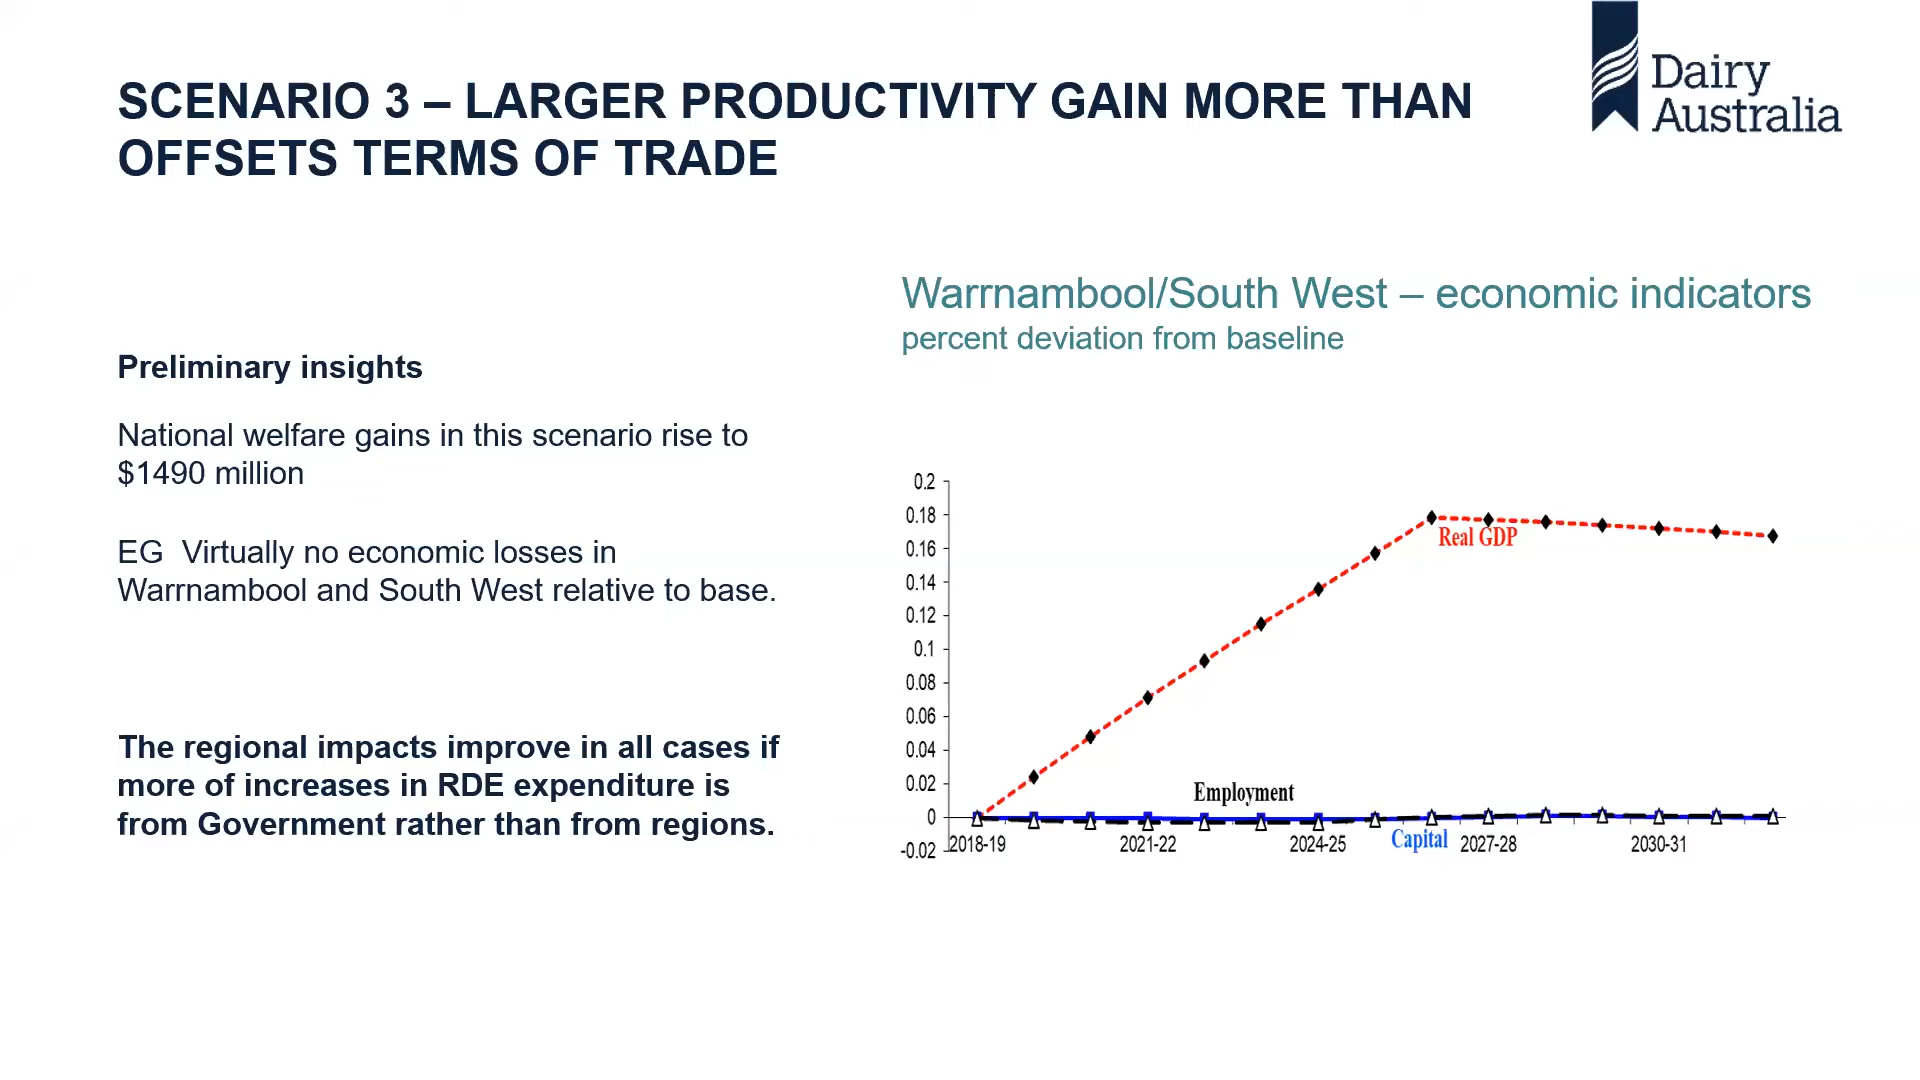 SCENARIO 3 – LARGER PRODUCTIVITY GAIN MORE THAN
OFFSETS TERMS OF TRADE
Dairy
Australia
Preliminary insights
National welfare gains in this scenario rise to
$1490 million
EG  Virtually no economic losses in
Warrnambool and South West relative to base.
The regional impacts improve in all cases if
more of increases in RDE expenditure is
from Government rather than from regions.
Warrnambool/South West – economic indicators
percent deviation from baseline
0.2
0.18
0.16
0.14
0.12
0.1
0.08
0.06
0.04
0.02
0
-0.02
Real GDP
Employment
Capital
2018-19
2021-22
2024-25
2027-28
2030-31